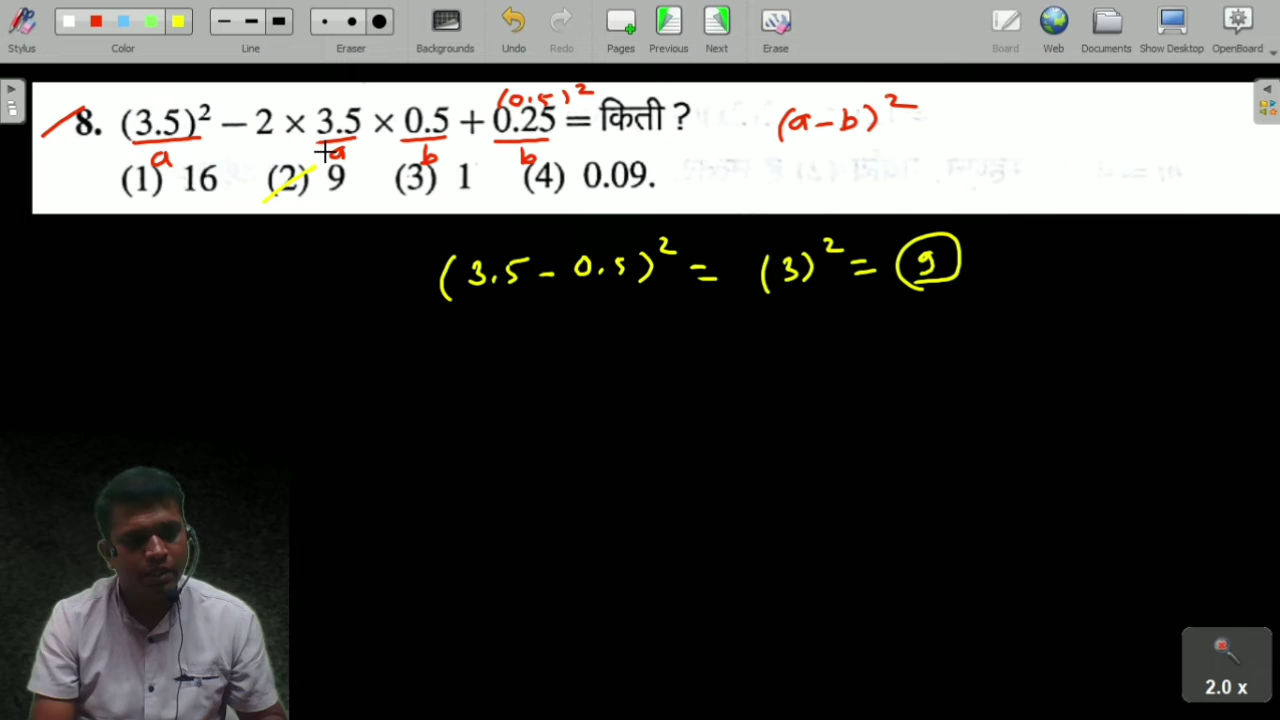 Stylus Color Line Eraser Backgrounds Undo Redo Pages Previous Next Erase Board Web Documents Show Desktop OpenBoard
(0.5)²
8. (3.5)² − 2 × 3.5 × 0.5 + 0.25 = किती ? (a-b)²
a a b b
(1) 16 (2) 9 (3) 1 (4) 0.09.
(3.5 - 0.5)² = (3)² = 9
2.0 x